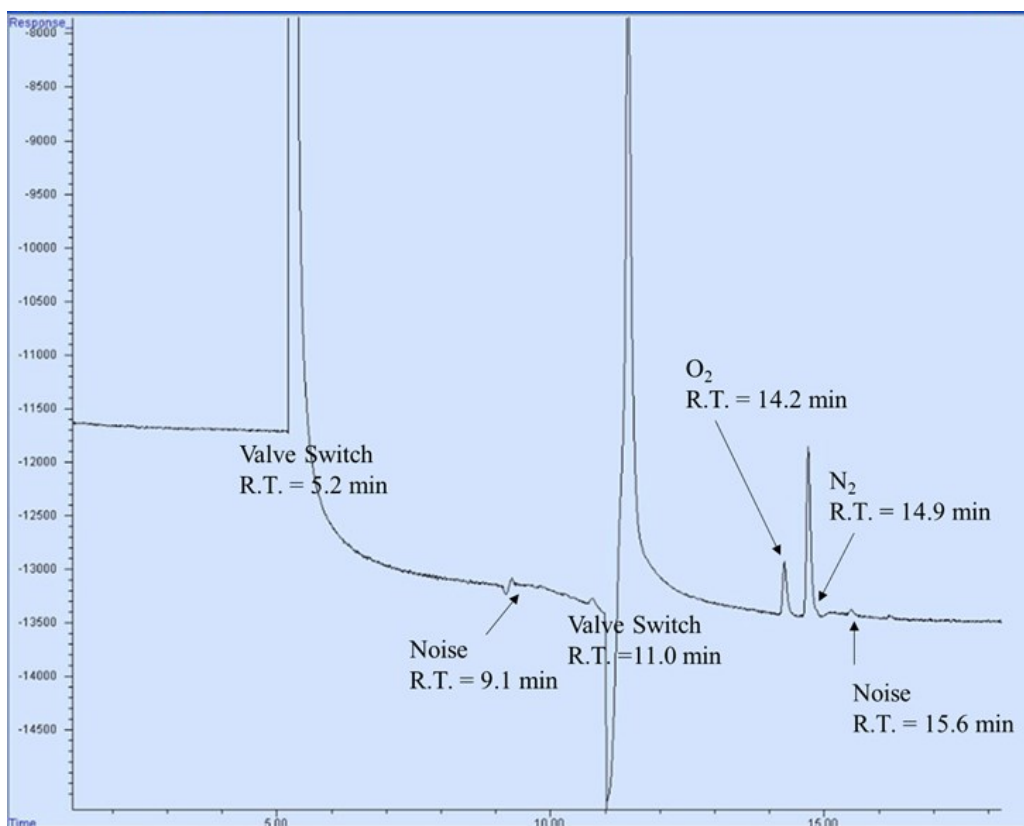 Response_
-8000
-8500
-9000
-9500
-10000
-10500
-11000
-11500
-12000
-12500
-13000
-13500
-14000
-14500
O2
R.T. = 14.2 min
Valve Switch
R.T. = 5.2 min
N2
R.T. = 14.9 min
Noise
R.T. = 9.1 min
Valve Switch
R.T. =11.0 min
Noise
R.T. = 15.6 min
Time
5.00
10.00
15.00